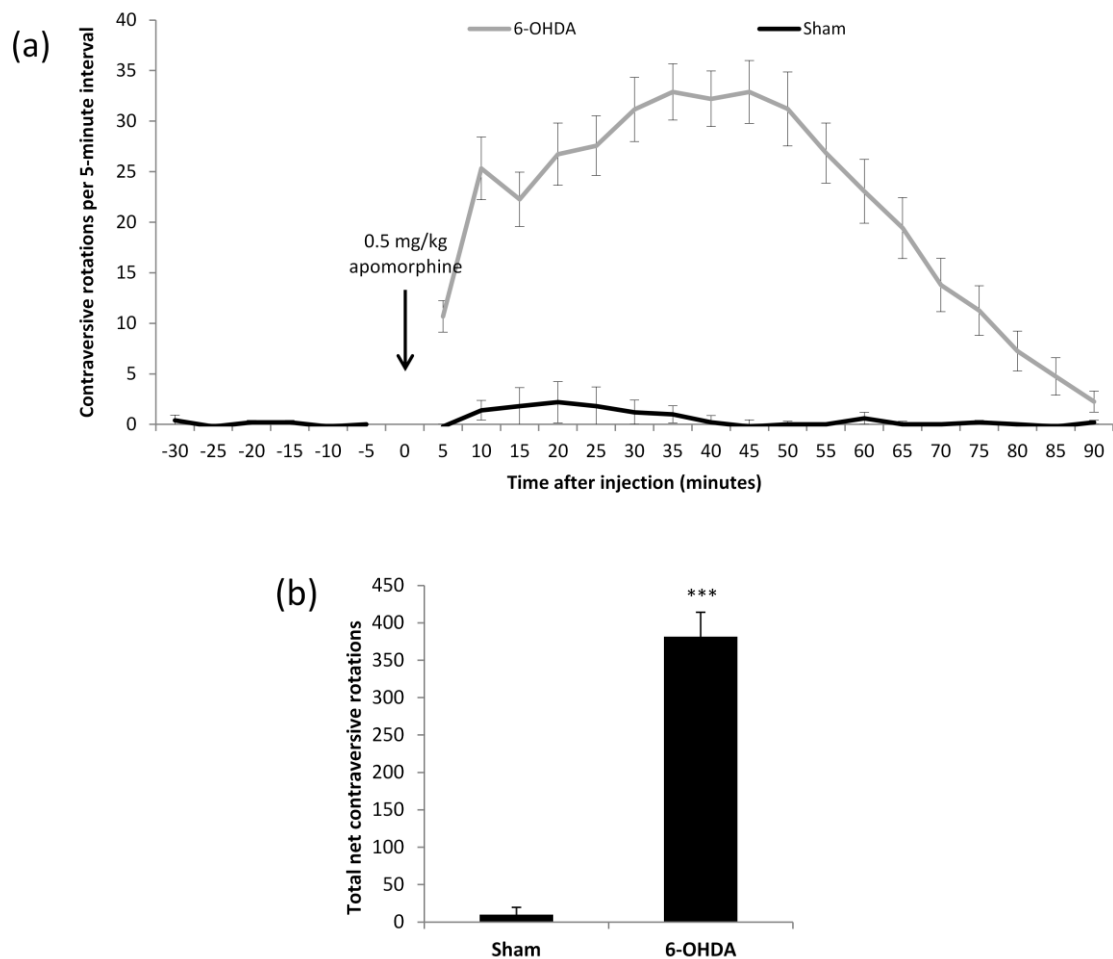 (a)
Contraversive rotations per 5-minute interval
40
35
30
25
20
15
10
5
0
6-OHDA Sham
0.5 mg/kg
apomorphine
-30 -25 -20 -15 -10 -5 0 5 10 15 20 25 30 35 40 45 50 55 60 65 70 75 80 85 90
Time after injection (minutes)
(b)
Total net contraversive rotations
450
400
350
300
250
200
150
100
50
0
***
Sham 6-OHDA